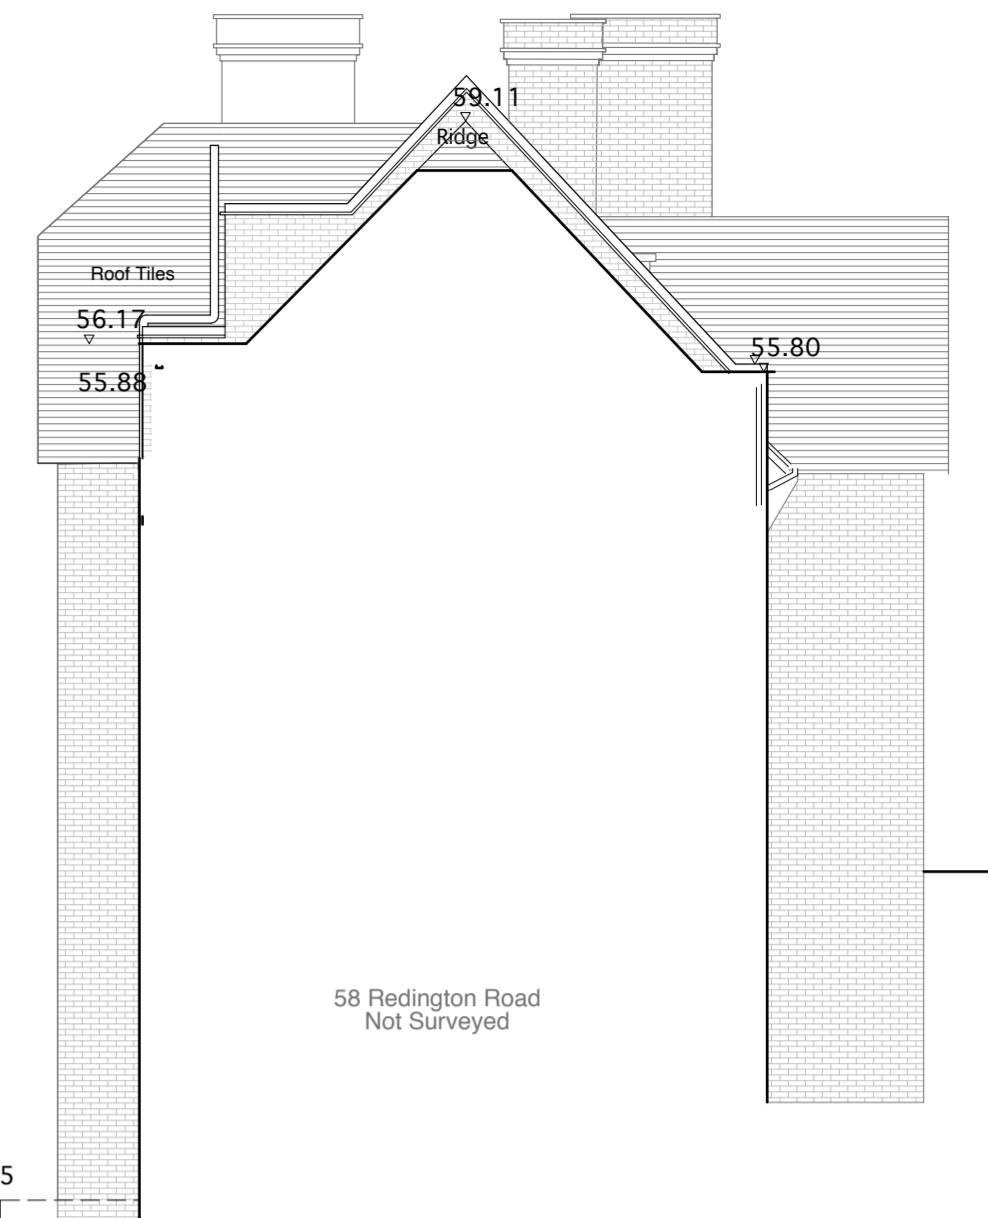 59.11
Ridge
Roof Tiles
56.17
55.80
55.88
58 Redington Road
Not Surveyed
5